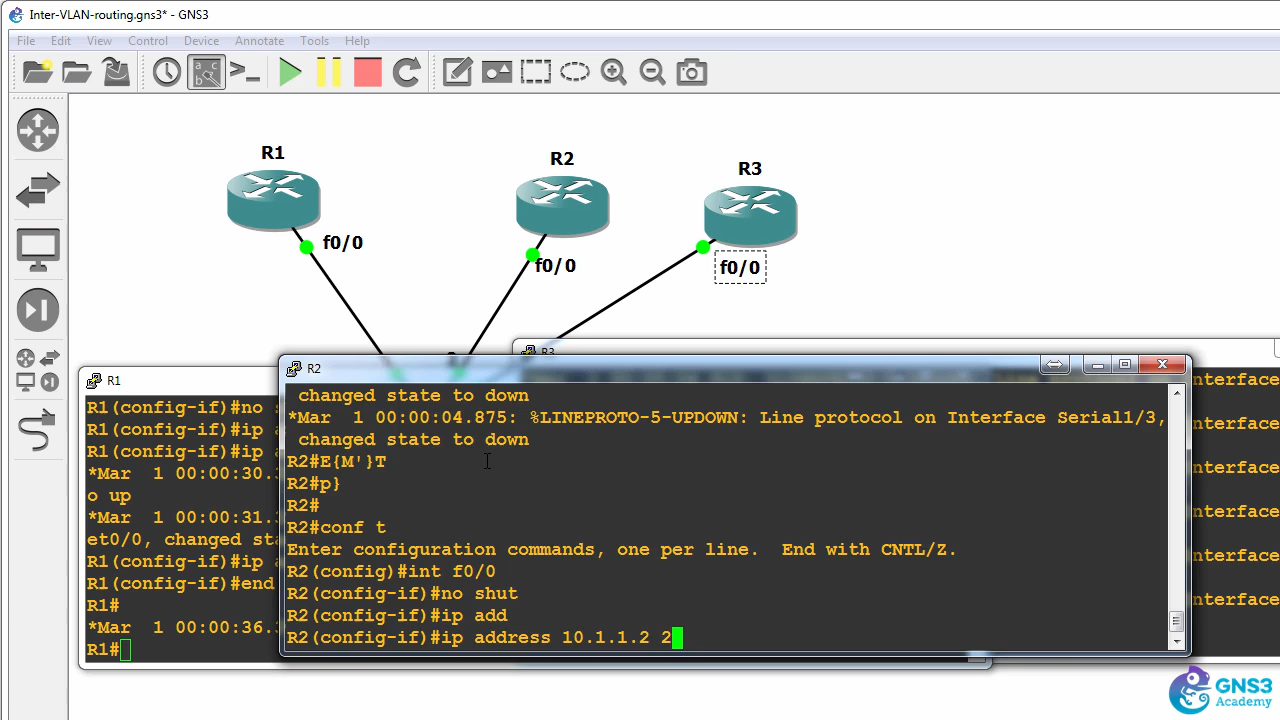 Inter-VLAN-routing.gns3* - GNS3
File Edit View Control Device Annotate Tools Help
R1
R2
R3
f0/0
f0/0
f0/0
R3
R1
R1(config-if)#no
R1(config-if)#ip
R1(config-if)#ip
*Mar  1 00:00:30.
o up
*Mar  1 00:00:31.
et0/0, changed
R1(config-if)#ip
R1(config-if)#end
R1#
*Mar  1 00:00:36.
R1#
R2
changed state to down
*Mar  1 00:00:04.875: %LINEPROTO-5-UPDOWN: Line protocol on Interface Serial1/3,
changed state to down
R2#E{M'}T
R2#p}
R2#
R2#conf t
Enter configuration commands, one per line.  End with CNTL/Z.
R2(config)#int f0/0
R2(config-if)#no shut
R2(config-if)#ip add
R2(config-if)#ip address 10.1.1.2 2
nterface
nterface
nterface
nterface
nterface
nterface
GNS3
Academy